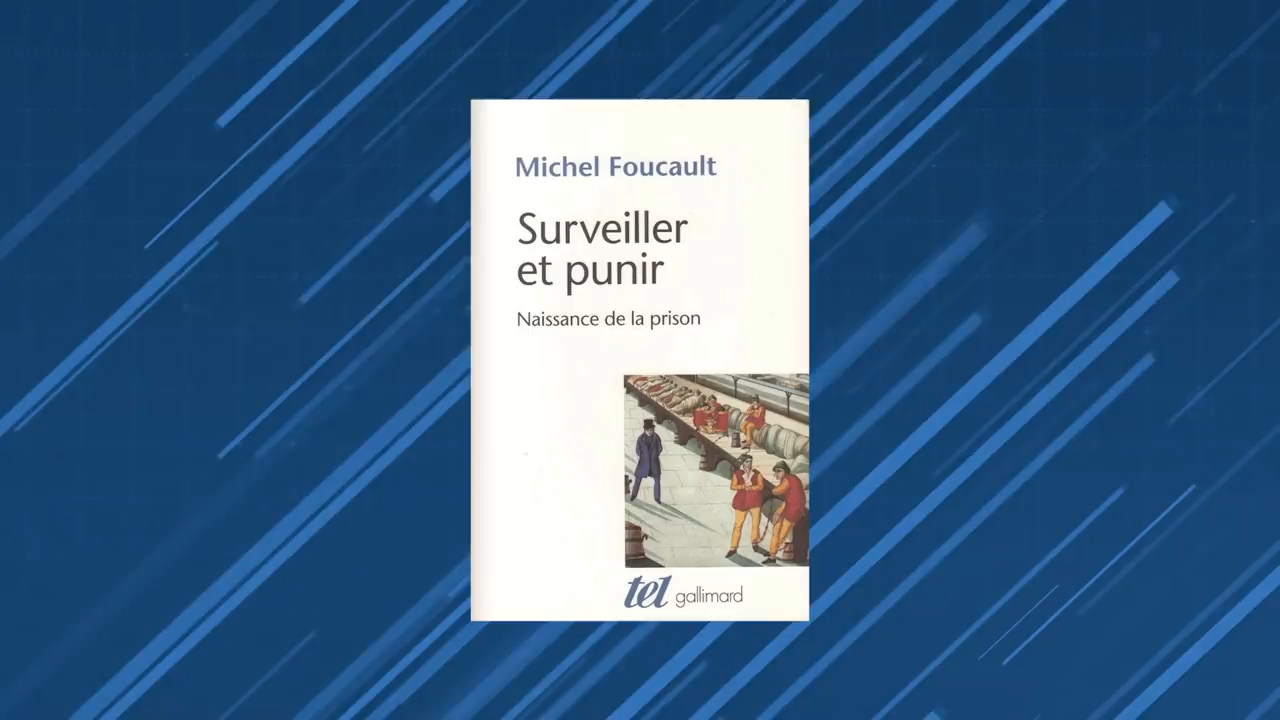 Michel Foucault
Surveiller
et punir
Naissance de la prison
tel gallimard